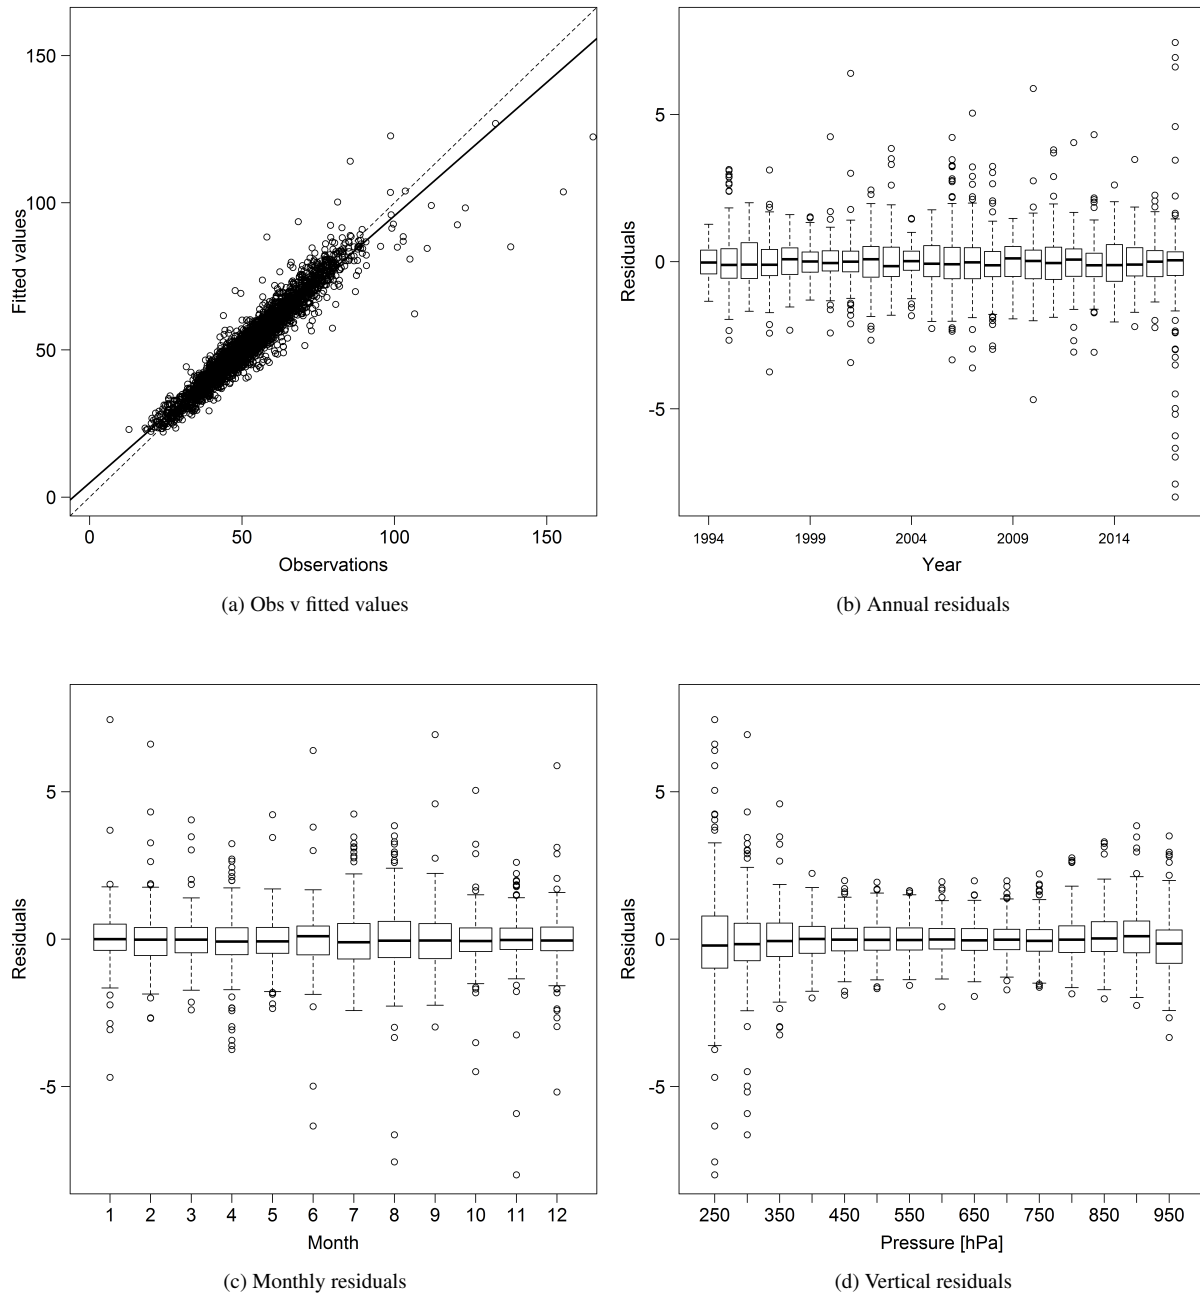 150
100
50
0
0 50 100 150
Fitted values
Observations
(a) Obs v fitted values
5
0
-5
1994 1999 2004 2009 2014
Residuals
Year
(b) Annual residuals
5
0
-5
1 2 3 4 5 6 7 8 9 10 11 12
Residuals
Month
(c) Monthly residuals
5
0
-5
250 350 450 550 650 750 850 950
Residuals
Pressure [hPa]
(d) Vertical residuals